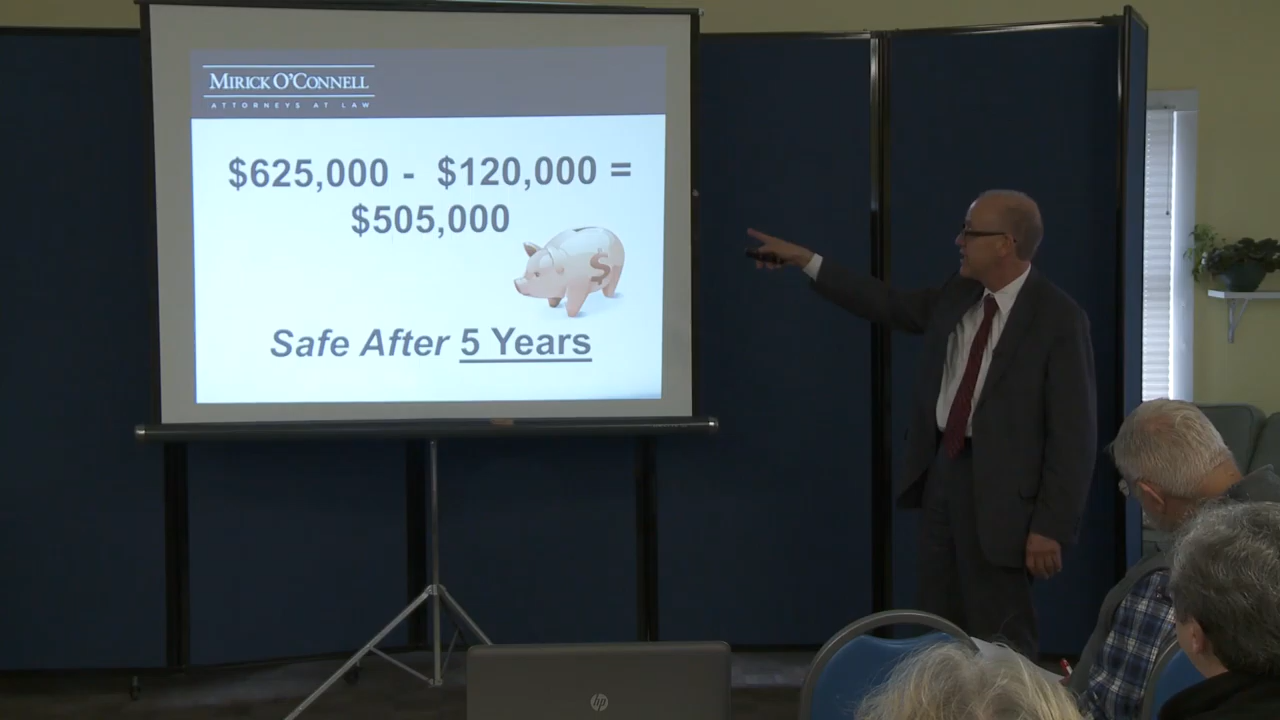 MIRICK O'CONNELL
ATTORNEYS AT LAW
$625,000 - $120,000 =
$505,000
$
Safe After 5 Years
hp